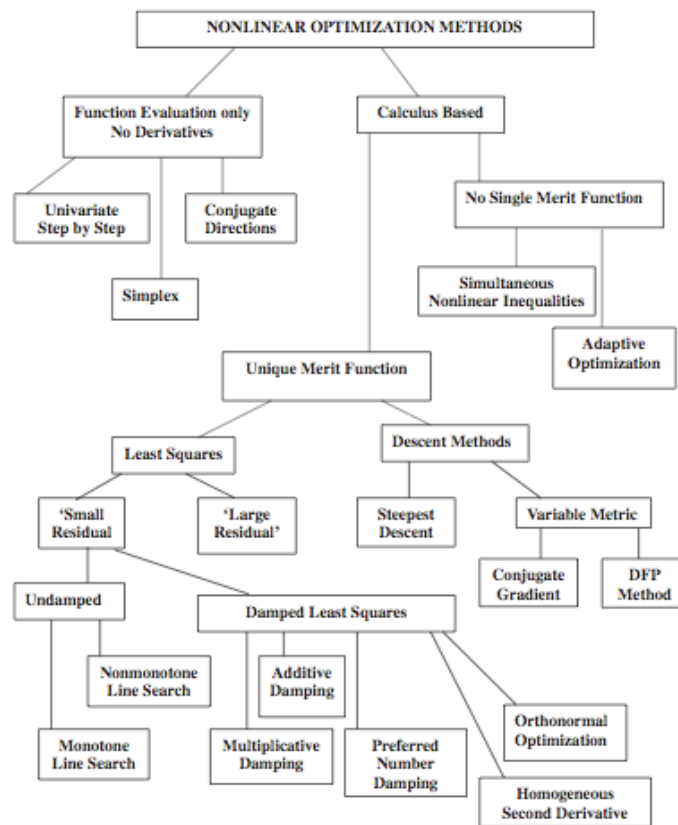 NONLINEAR OPTIMIZATION METHODS
Function Evaluation only
No Derivatives
Calculus Based
Univariate
Step by Step
Conjugate
Directions
No Single Merit Function
Simplex
Simultaneous
Nonlinear Inequalities
Adaptive
Optimization
Unique Merit Function
Least Squares
Descent Methods
‘Small
Residual
‘Large
Residual’
Steepest
Descent
Variable Metric
Undamped
Damped Least Squares
Conjugate
Gradient
DFP
Method
Nonmonotone
Line Search
Additive
Damping
Orthonormal
Optimization
Monotone
Line Search
Multiplicative
Damping
Preferred
Number
Damping
Homogeneous
Second Derivative